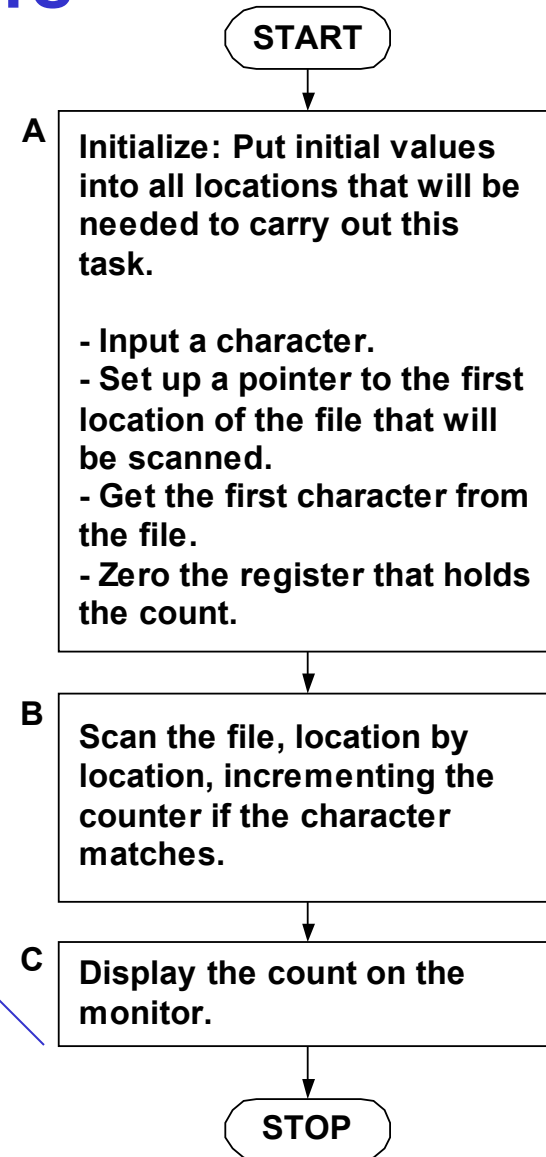 START
A
Initialize: Put initial values
into all locations that will be
needed to carry out this
task.
- Input a character.
- Set up a pointer to the first
location of the file that will
be scanned.
- Get the first character from
the file.
- Zero the register that holds
the count.
B
Scan the file, location by
location, incrementing the
counter if the character
matches.
C
Display the count on the
monitor.
STOP